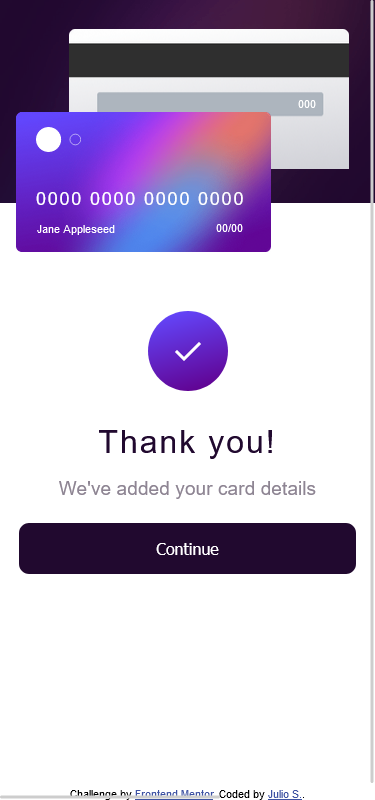 000
0000 0000 0000 0000
Jane Appleseed 00/00
Thank you!
We've added your card details
Continue
Challenge by Frontend Mentor. Coded by Julio S..